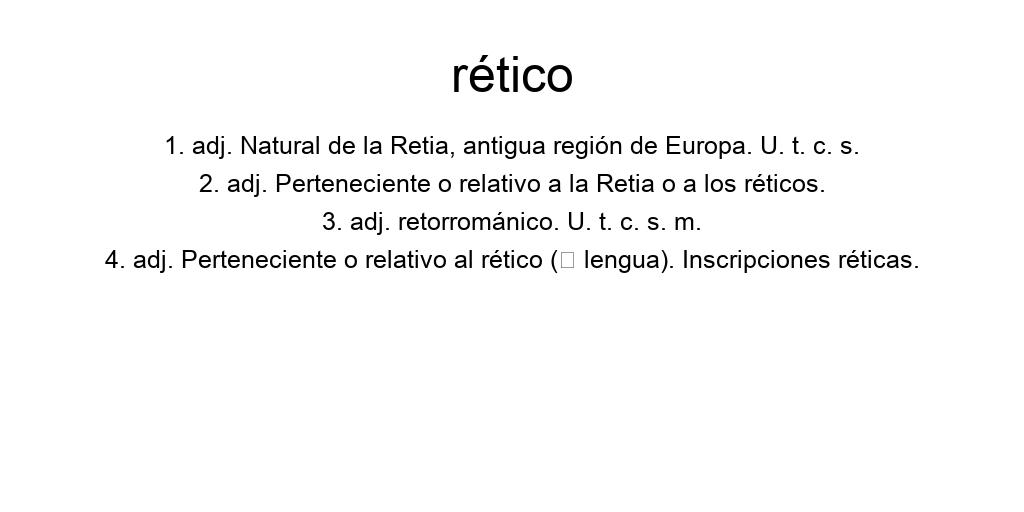 rético
1. adj. Natural de la Retia, antigua región de Europa. U. t. c. s.
2. adj. Perteneciente o relativo a la Retia o a los réticos.
3. adj. retorrománico. U. t. c. s. m.
4. adj. Perteneciente o relativo al rético (□ lengua). Inscripciones réticas.